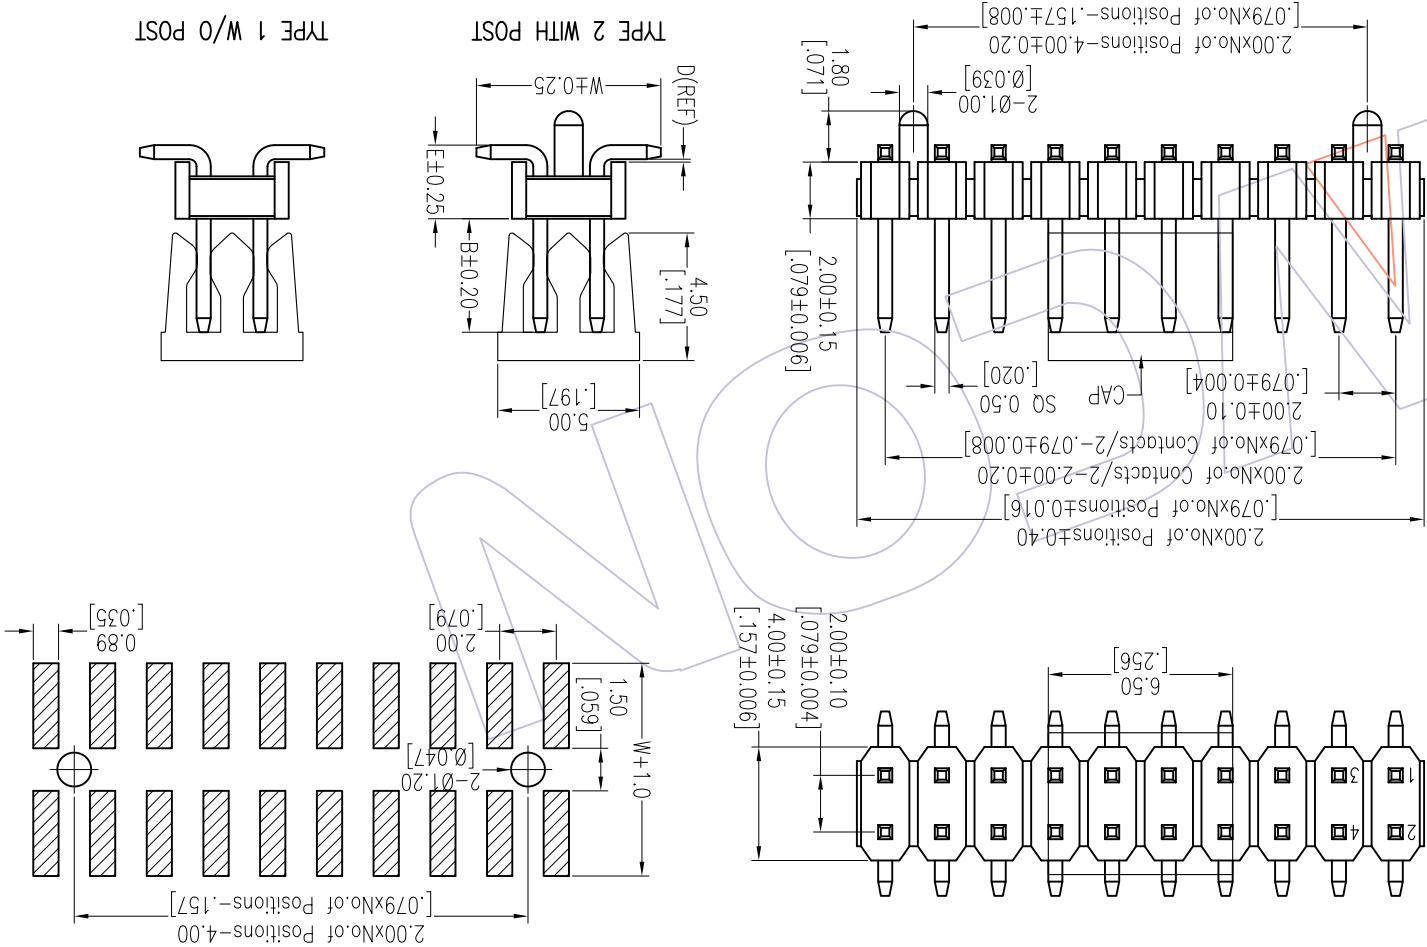 2.00xNo.of Positions-4.00
[.079xNo.of Positions-.157]
2-Ø1.20
[Ø.047]
W+1.0
1.50
[.059]
2.00
[.079]
0.89
[.035]
2
4
1
3
6.50
[.256]
2.00±0.10
[.079±0.004]
4.00±0.15
[.157±0.006]
2.00xNo.of Positions±0.40
[.079xNo.of Positions±0.016]
2.00xNo.of Contacts/2-2.00±0.20
[.079xNo.of Contacts/2-.079±0.008]
2.00±0.10
[.079±0.004]
CAP
SQ 0.50
[.020]
2.00±0.15
[.079±0.006]
2-Ø1.00
[Ø.039]
1.80
[.071]
2.00xNo.of Positions-4.00±0.20
[.079xNo.of Positions-.157±.008]
5.00
[.197]
4.50
[.177]
B±0.20
E±0.25
D(REF)
W±0.25
TYPE 2 WITH POST
TYPE 1 W/O POST